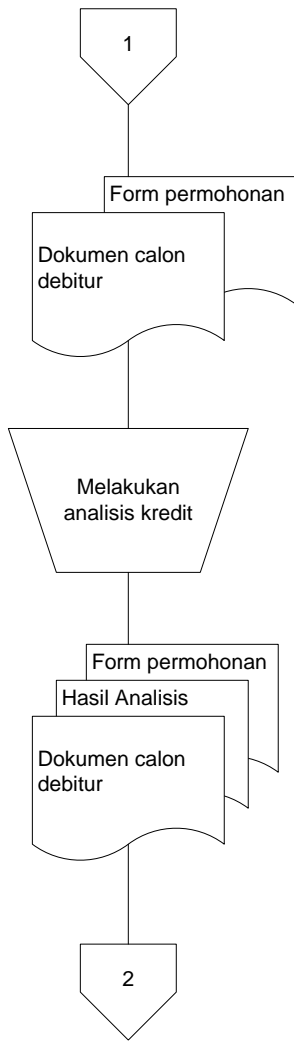 1
Form permohonan
Dokumen calon
debitur
Melakukan
analisis kredit
Form permohonan
Hasil Analisis
Dokumen calon
debitur
2